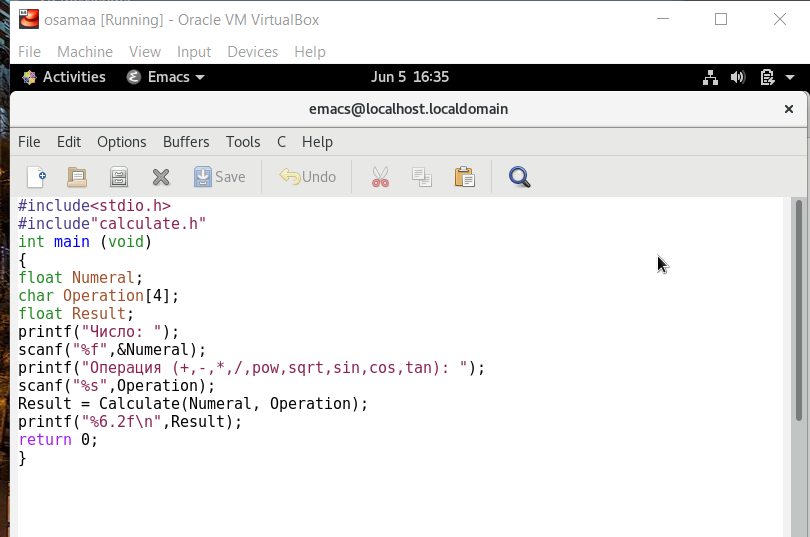 osamaa [Running] - Oracle VM VirtualBox
File Machine View Input Devices Help
Activities Emacs Jun 5 16:35
emacs@localhost.localdomain
File Edit Options Buffers Tools C Help
Save Undo
#include<stdio.h>
#include"calculate.h"
int main (void)
{
float Numeral;
char Operation[4];
float Result;
printf("Число: ");
scanf("%f",&Numeral);
printf("Операция (+,-,*,/,pow,sqrt,sin,cos,tan): ");
scanf("%s",Operation);
Result = Calculate(Numeral, Operation);
printf("%6.2f\n",Result);
return 0;
}